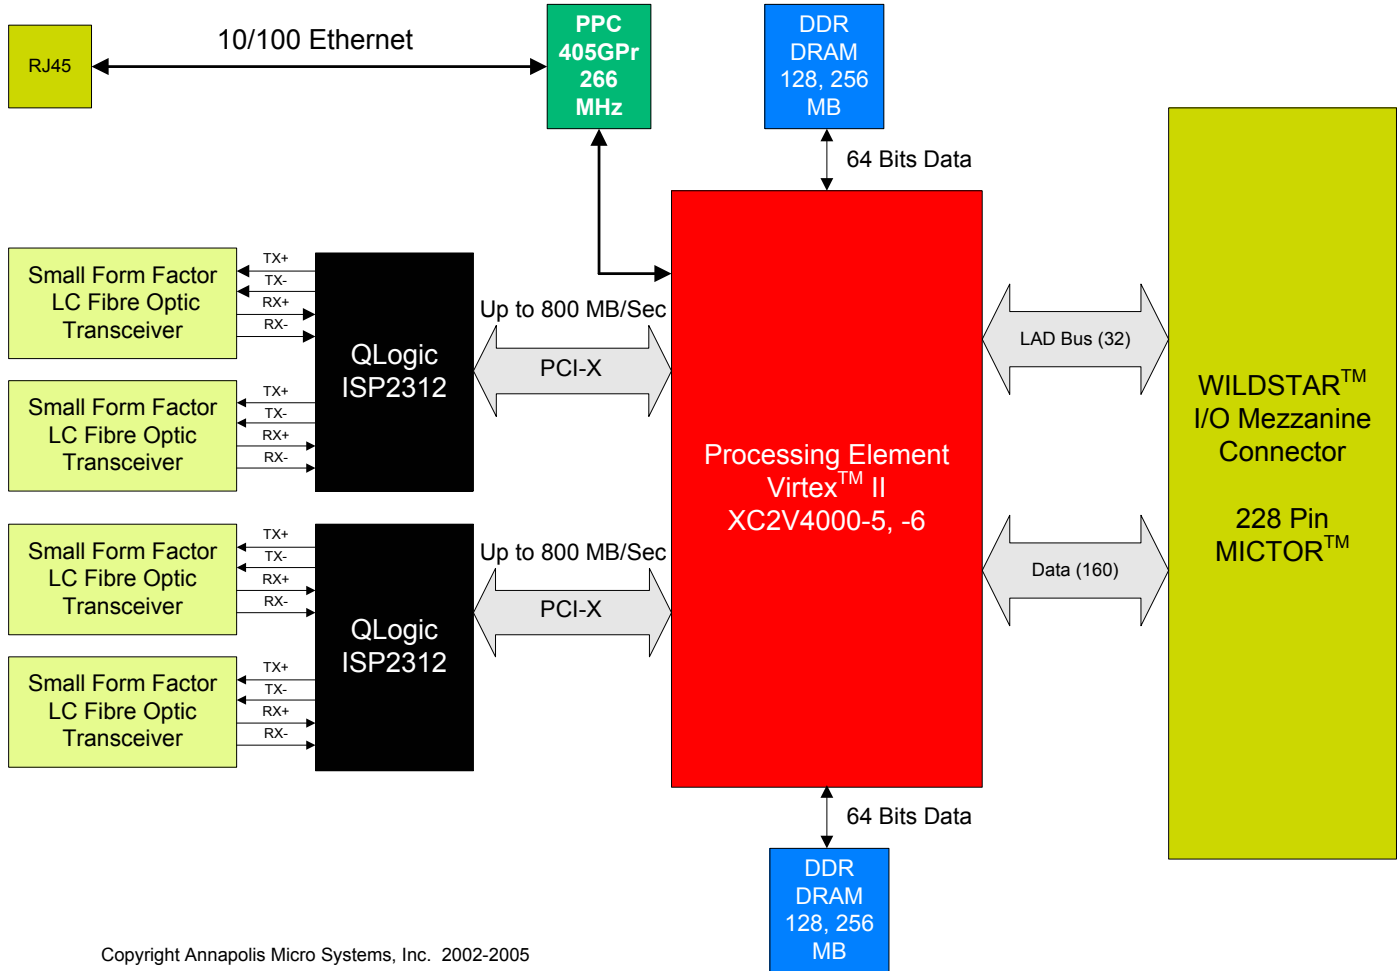 RJ45
10/100 Ethernet
PPC
405GPr
266
MHz
DDR
DRAM
128, 256
MB
64 Bits Data
Small Form Factor
LC Fibre Optic
Transceiver
TX+
TX-
RX+
RX-
Small Form Factor
LC Fibre Optic
Transceiver
TX+
TX-
RX+
RX-
QLogic
ISP2312
Up to 800 MB/Sec
PCI-X
Small Form Factor
LC Fibre Optic
Transceiver
TX+
TX-
RX+
RX-
Small Form Factor
LC Fibre Optic
Transceiver
TX+
TX-
RX+
RX-
QLogic
ISP2312
Up to 800 MB/Sec
PCI-X
Processing Element
Virtex™ II
XC2V4000-5, -6
LAD Bus (32)
Data (160)
WILDSTAR™
I/O Mezzanine
Connector
228 Pin
MICTOR™
64 Bits Data
DDR
DRAM
128, 256
MB
Copyright Annapolis Micro Systems, Inc. 2002-2005